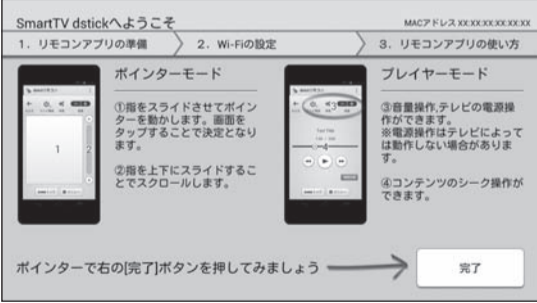 SmartTV dstickへようこそ
MACアドレス XX:XX:XX:XX:XX:XX
1. リモコンアプリの準備
2. Wi-Fiの設定
3. リモコンアプリの使い方
ポインターモード
①指をスライドさせてポイン
ターを動かします。画面を
タップすることで決定となり
ます。
②指を上下にスライドするこ
とでスクロールします。
1
2
プレイヤーモード
③音量操作,テレビの電源操
作ができます。
※電源操作はテレビによって
は動作しない場合がありま
す。
④コンテンツのシーク操作が
できます。
3
4
ポインターで右の[完了]ボタンを押してみましょう
完了